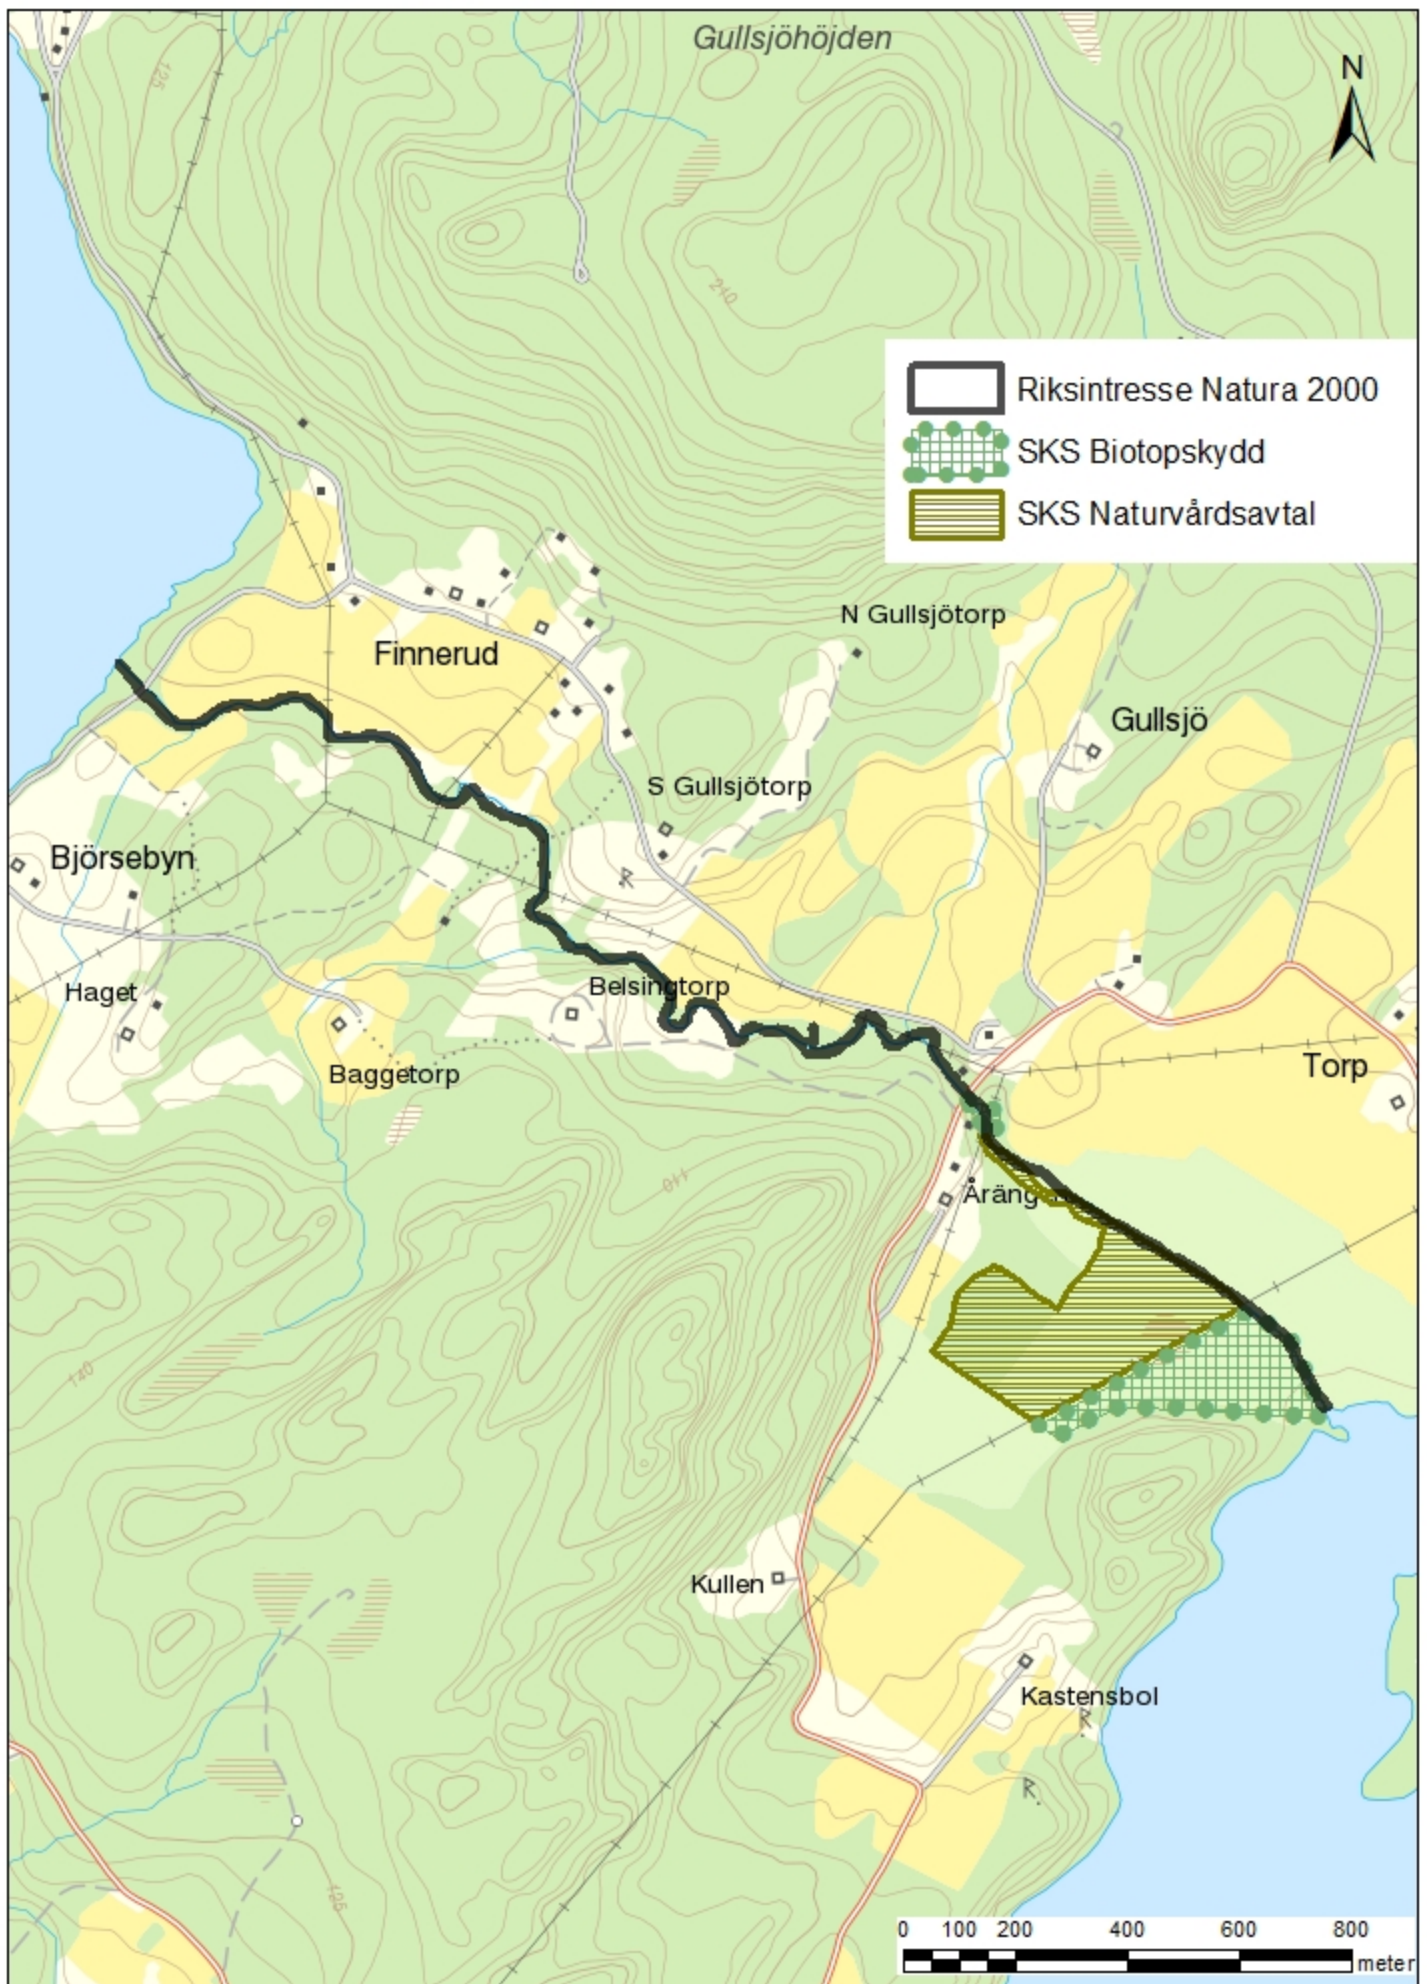 Gullsjöhöjden
N
125
210
Riksintresse Natura 2000
SKS Biotopskydd
SKS Naturvårdsavtal
N Gullsjötorp
Finnerud
Gullsjö
S Gullsjötorp
Björsebyn
Belsingtorp
Haget
Baggetorp
Torp
110
Aräng
140
Kullen
Kastensbol
125
0 100 200 400 600 800
meter